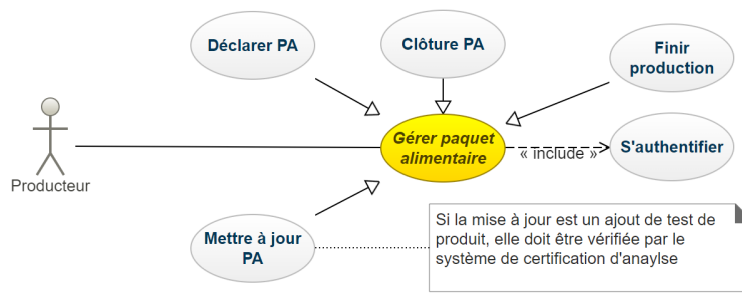 Déclarer PA
Clôture PA
Finir
production
Gérer paquet
alimentaire
« include »
S'authentifier
Producteur
Mettre à jour
PA
Si la mise à jour est un ajout de test de
produit, elle doit être vérifiée par le
système de certification d'anaylse